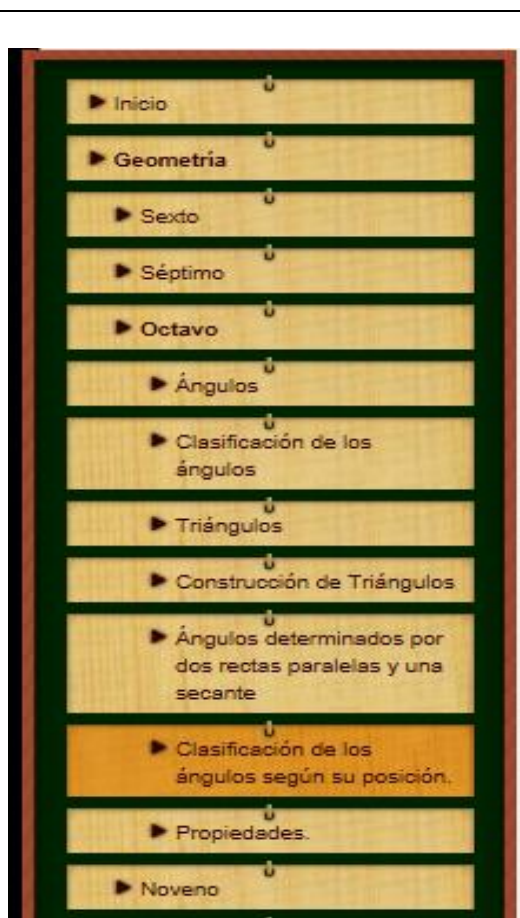 Inicio
Geometría
Sexto
Séptimo
Octavo
Ángulos
Clasificación de los
ángulos
Triángulos
Construcción de Triángulos
Ángulos determinados por
dos rectas paralelas y una
secante
Clasificación de los
ángulos según su posición.
Propiedades.
Noveno